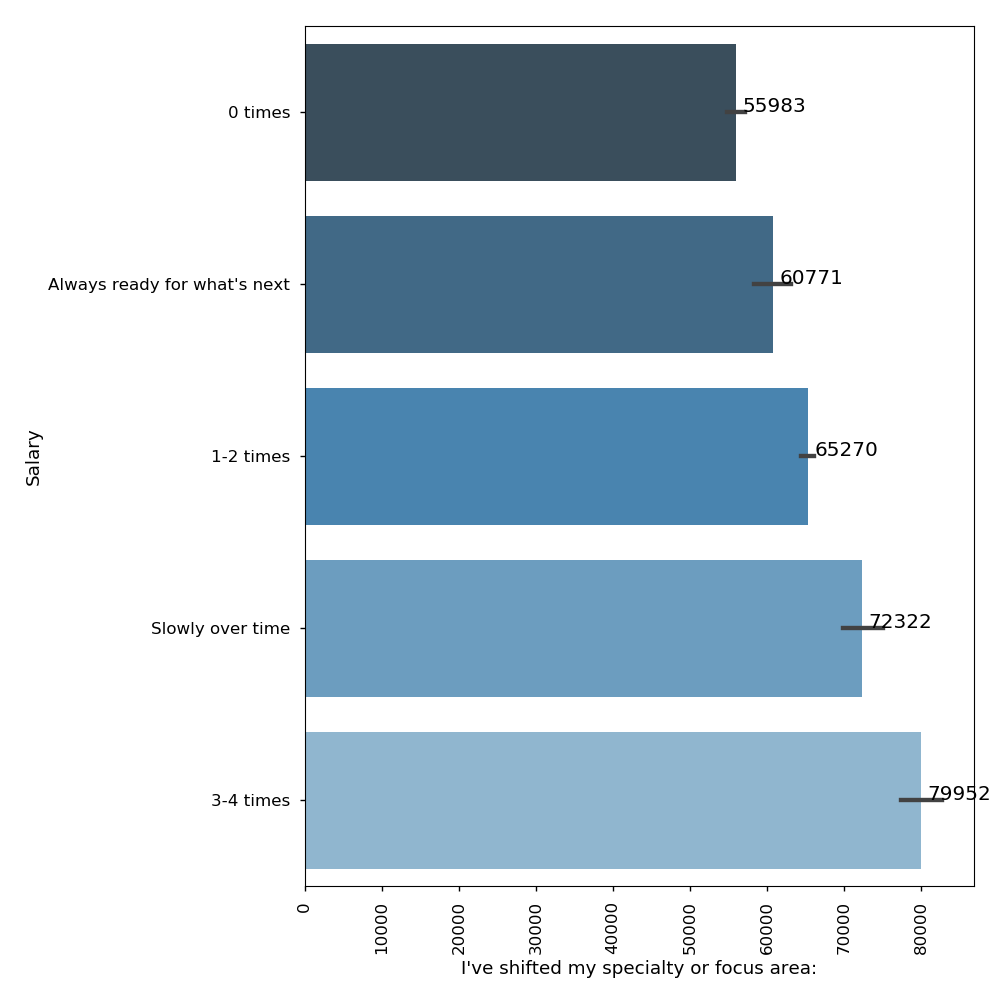 0 times
55983
Always ready for what's next
60771
Salary
1-2 times
65270
Slowly over time
72322
3-4 times
79952
0
10000
20000
30000
40000
50000
60000
70000
80000
I've shifted my specialty or focus area: